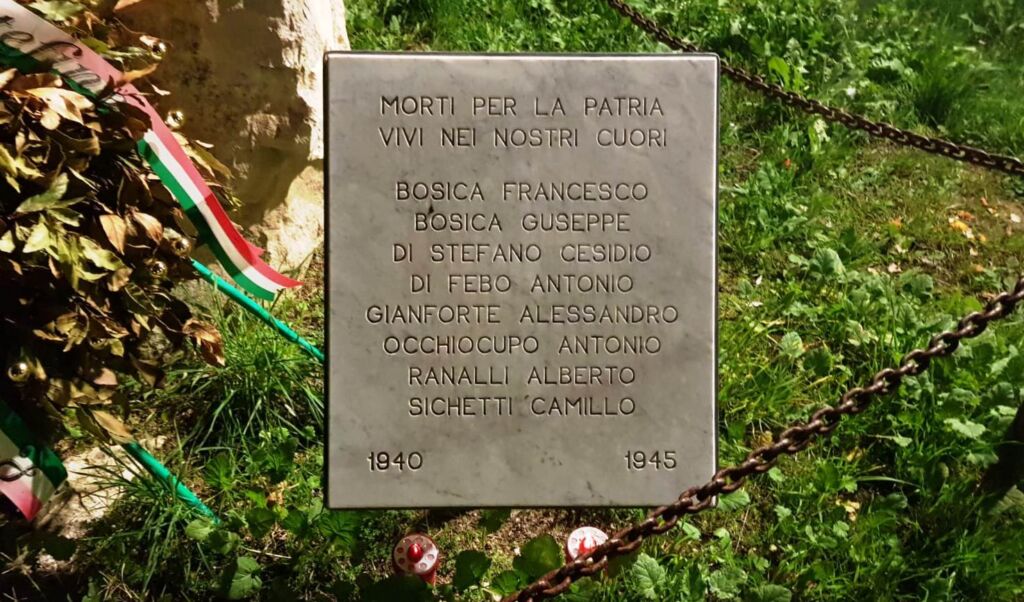 MORTI PER LA PATRIA
VIVI NEI NOSTRI CUORI
BOSICA FRANCESCO
BOSICA GUSEPPE
DI STEFANO CESIDIO
DI FEBO ANTONIO
GIANFORTE ALESSANDRO
OCCHIOCUPO ANTONIO
RANALLI ALBERTO
SICHETTI CAMILLO
1940 1945